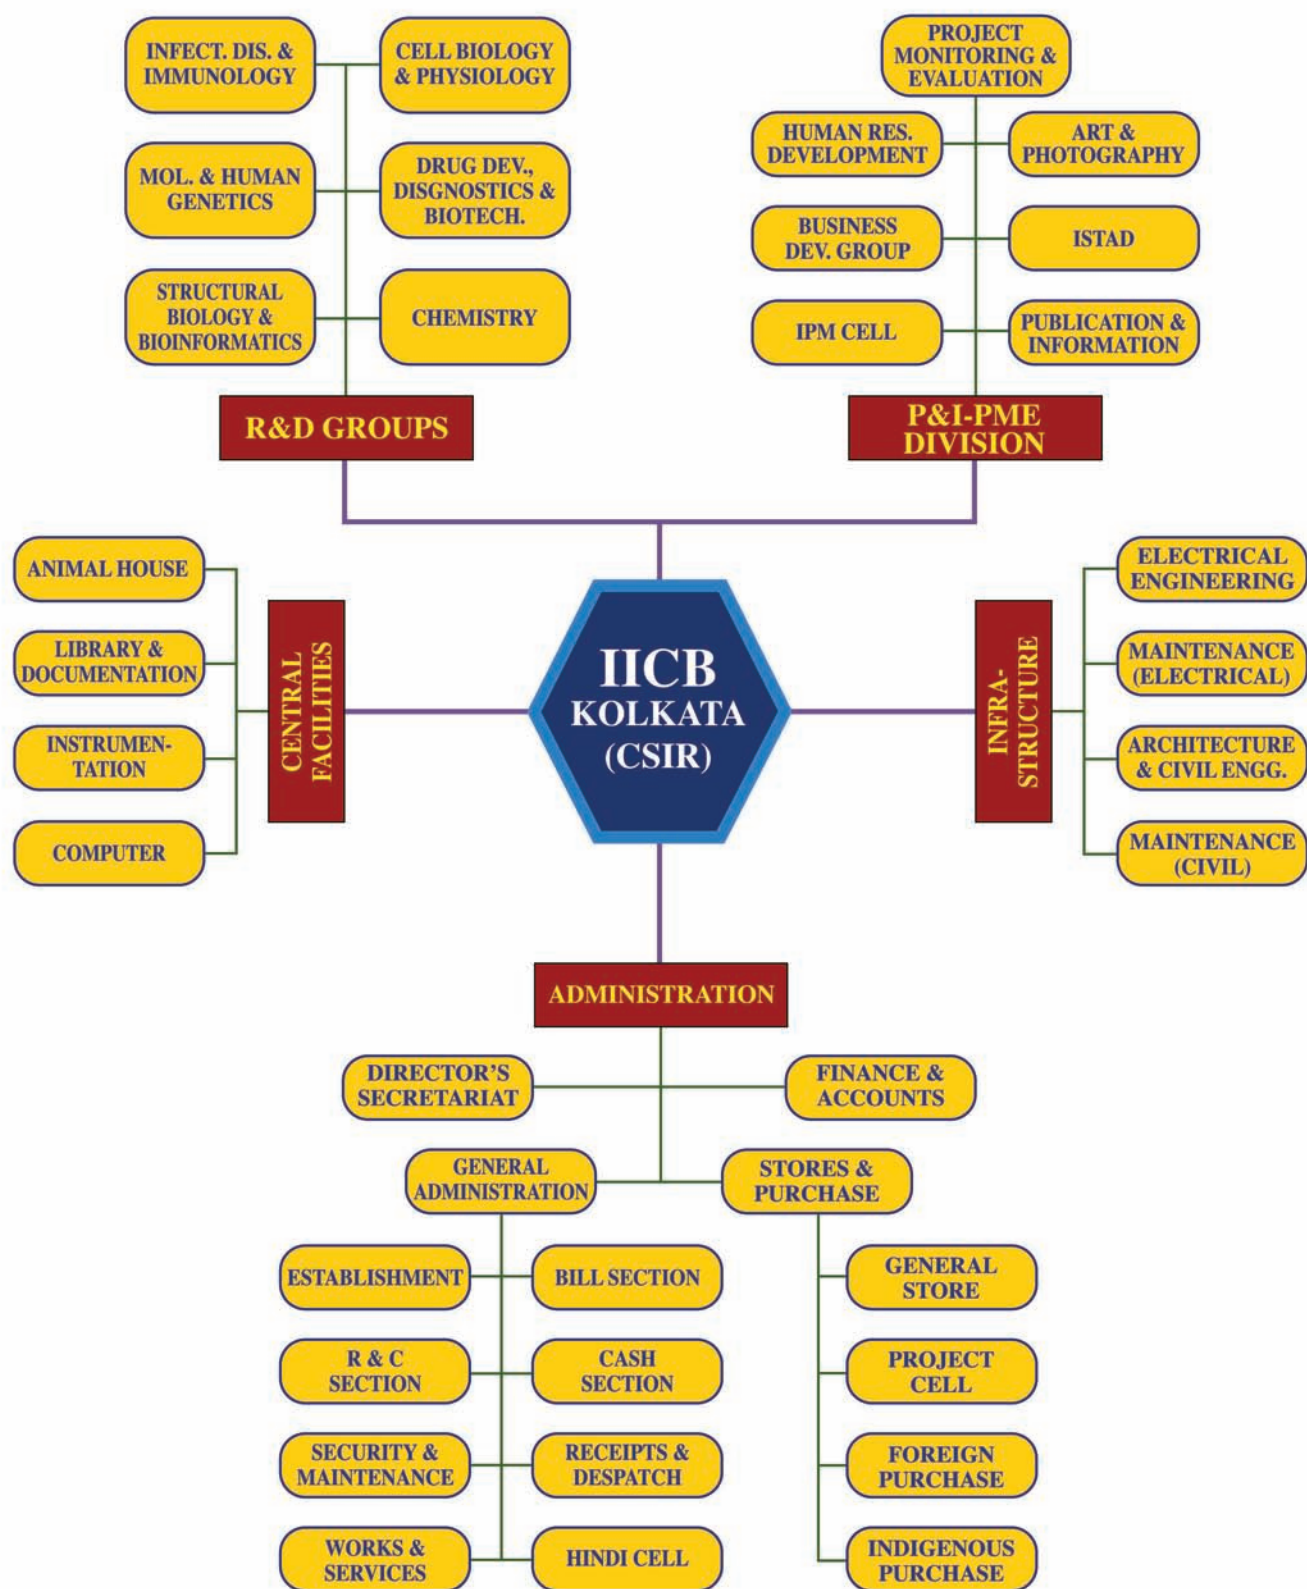 INFECT. DIS. &
IMMUNOLOGY
CELL BIOLOGY
& PHYSIOLOGY
MOL. & HUMAN
GENETICS
DRUG DEV.,
DISGNOSTICS &
BIOTECH.
STRUCTURAL
BIOLOGY &
BIOINFORMATICS
CHEMISTRY
R&D GROUPS
PROJECT
MONITORING &
EVALUATION
HUMAN RES.
DEVELOPMENT
ART &
PHOTOGRAPHY
BUSINESS
DEV. GROUP
ISTAD
IPM CELL
PUBLICATION &
INFORMATION
P&I-PME
DIVISION
ANIMAL HOUSE
LIBRARY &
DOCUMENTATION
INSTRUMEN-
TATION
COMPUTER
CENTRAL
FACILITIES
IICB
KOLKATA
(CSIR)
INFRA-
STRUCTURE
ELECTRICAL
ENGINEERING
MAINTENANCE
(ELECTRICAL)
ARCHITECTURE
& CIVIL ENGG.
MAINTENANCE
(CIVIL)
ADMINISTRATION
DIRECTOR’S
SECRETARIAT
FINANCE &
ACCOUNTS
GENERAL
ADMINISTRATION
STORES &
PURCHASE
ESTABLISHMENT
BILL SECTION
R & C
SECTION
CASH
SECTION
SECURITY &
MAINTENANCE
RECEIPTS &
DESPATCH
WORKS &
SERVICES
HINDI CELL
GENERAL
STORE
PROJECT
CELL
FOREIGN
PURCHASE
INDIGENOUS
PURCHASE